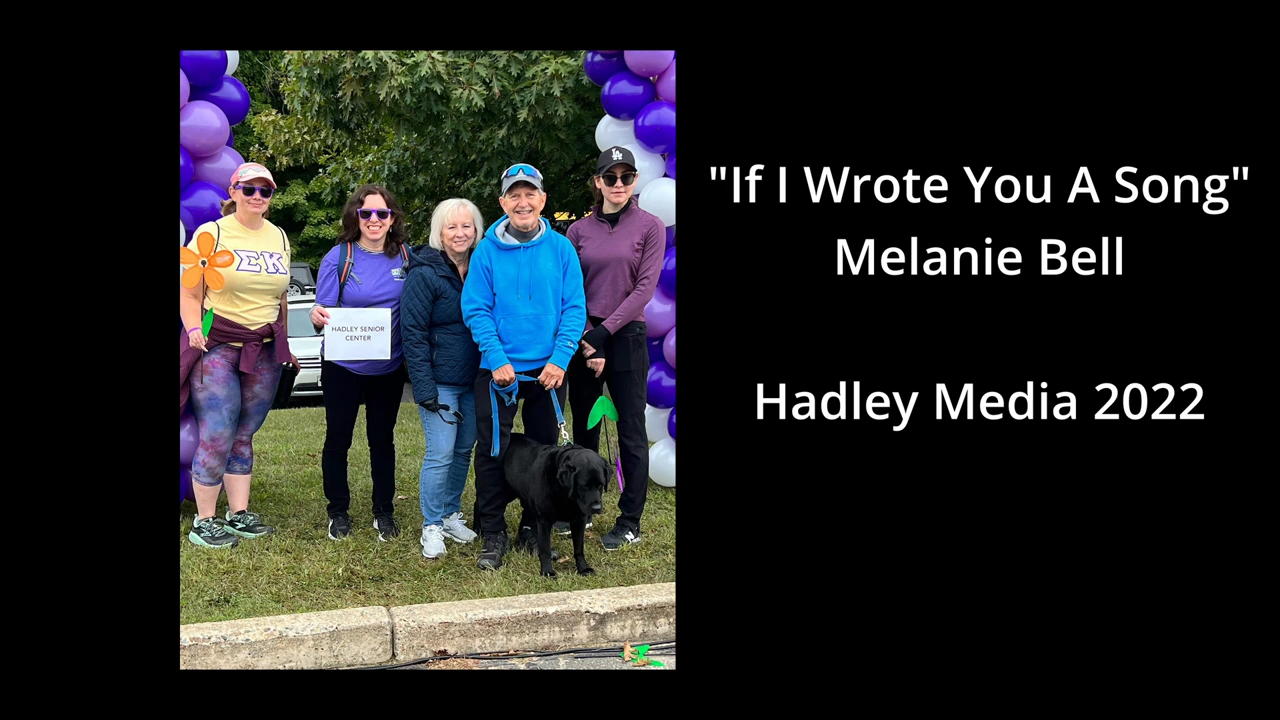 LA
ΣΚ
HADLEY SENIOR
CENTER
"If I Wrote You A Song"
Melanie Bell
Hadley Media 2022